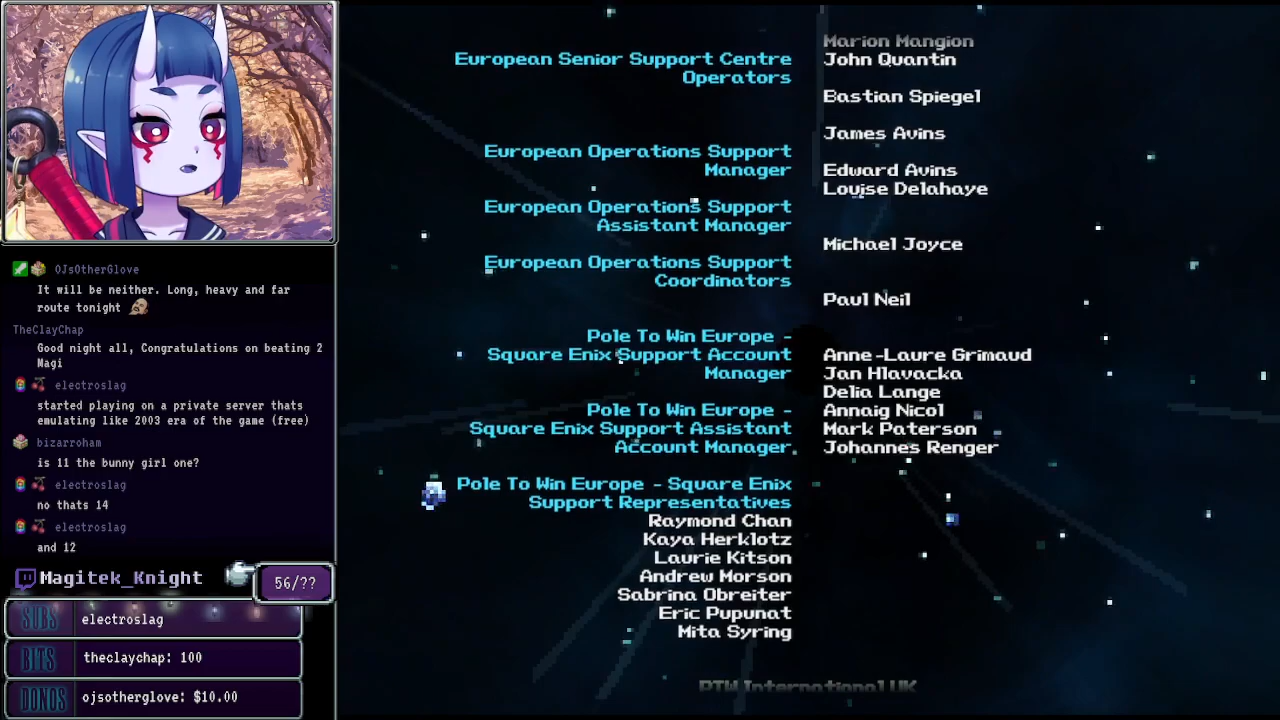 OJsOtherGlove
It will be neither. Long, heavy and far
route tonight
TheClayChap
Good night all, Congratulations on beating 2
Magi
electroslag
started playing on a private server thats
emulating like 2003 era of the game (free)
bizarroham
is 11 the bunny girl one?
electroslag
no thats 14
electroslag
and 12
Magitek_Knight
56/??
SUBS
electroslag
BITS
theclaychap: 100
DONOS
ojsotherglove: $10.00
European Senior Support Centre
Operators
European Operations Support
Manager
European Operations Support
Assistant Manager
European Operations Support
Coordinators
Pole To Win Europe -
Square Enix Support Account
Manager
Pole To Win Europe -
Square Enix Support Assistant
Account Manager
Pole To Win Europe - Square Enix
Support Representatives
Raymond Chan
Kaya Herklotz
Laurie Kitson
Andrew Morson
Sabrina Obreiter
Eric Pupunat
Mita Syring
Marion Mangion
John Quantin
Bastian Spiegel
James Avins
Edward Avins
Louise Delahaye
Michael Joyce
Paul Neil
Anne-Laure Grimaud
Jan Hlavacka
Delia Lange
Annaig Nicol
Mark Paterson
Johannes Renger
PTW International UK